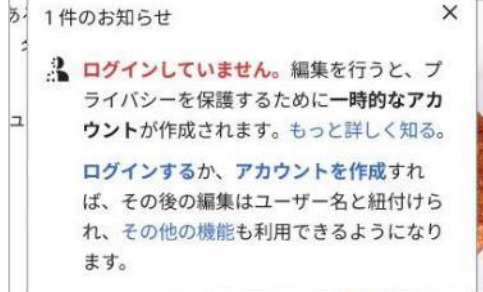 1 件のお知らせ
ログインしていません。編集を行うと、プ
ライバシーを保護するために一時的なアカ
ウントが作成されます。もっと詳しく知る。
ログインするか、アカウントを作成すれ
ば、その後の編集はユーザー名と紐付けら
れ、その他の機能も利用できるようになり
ます。